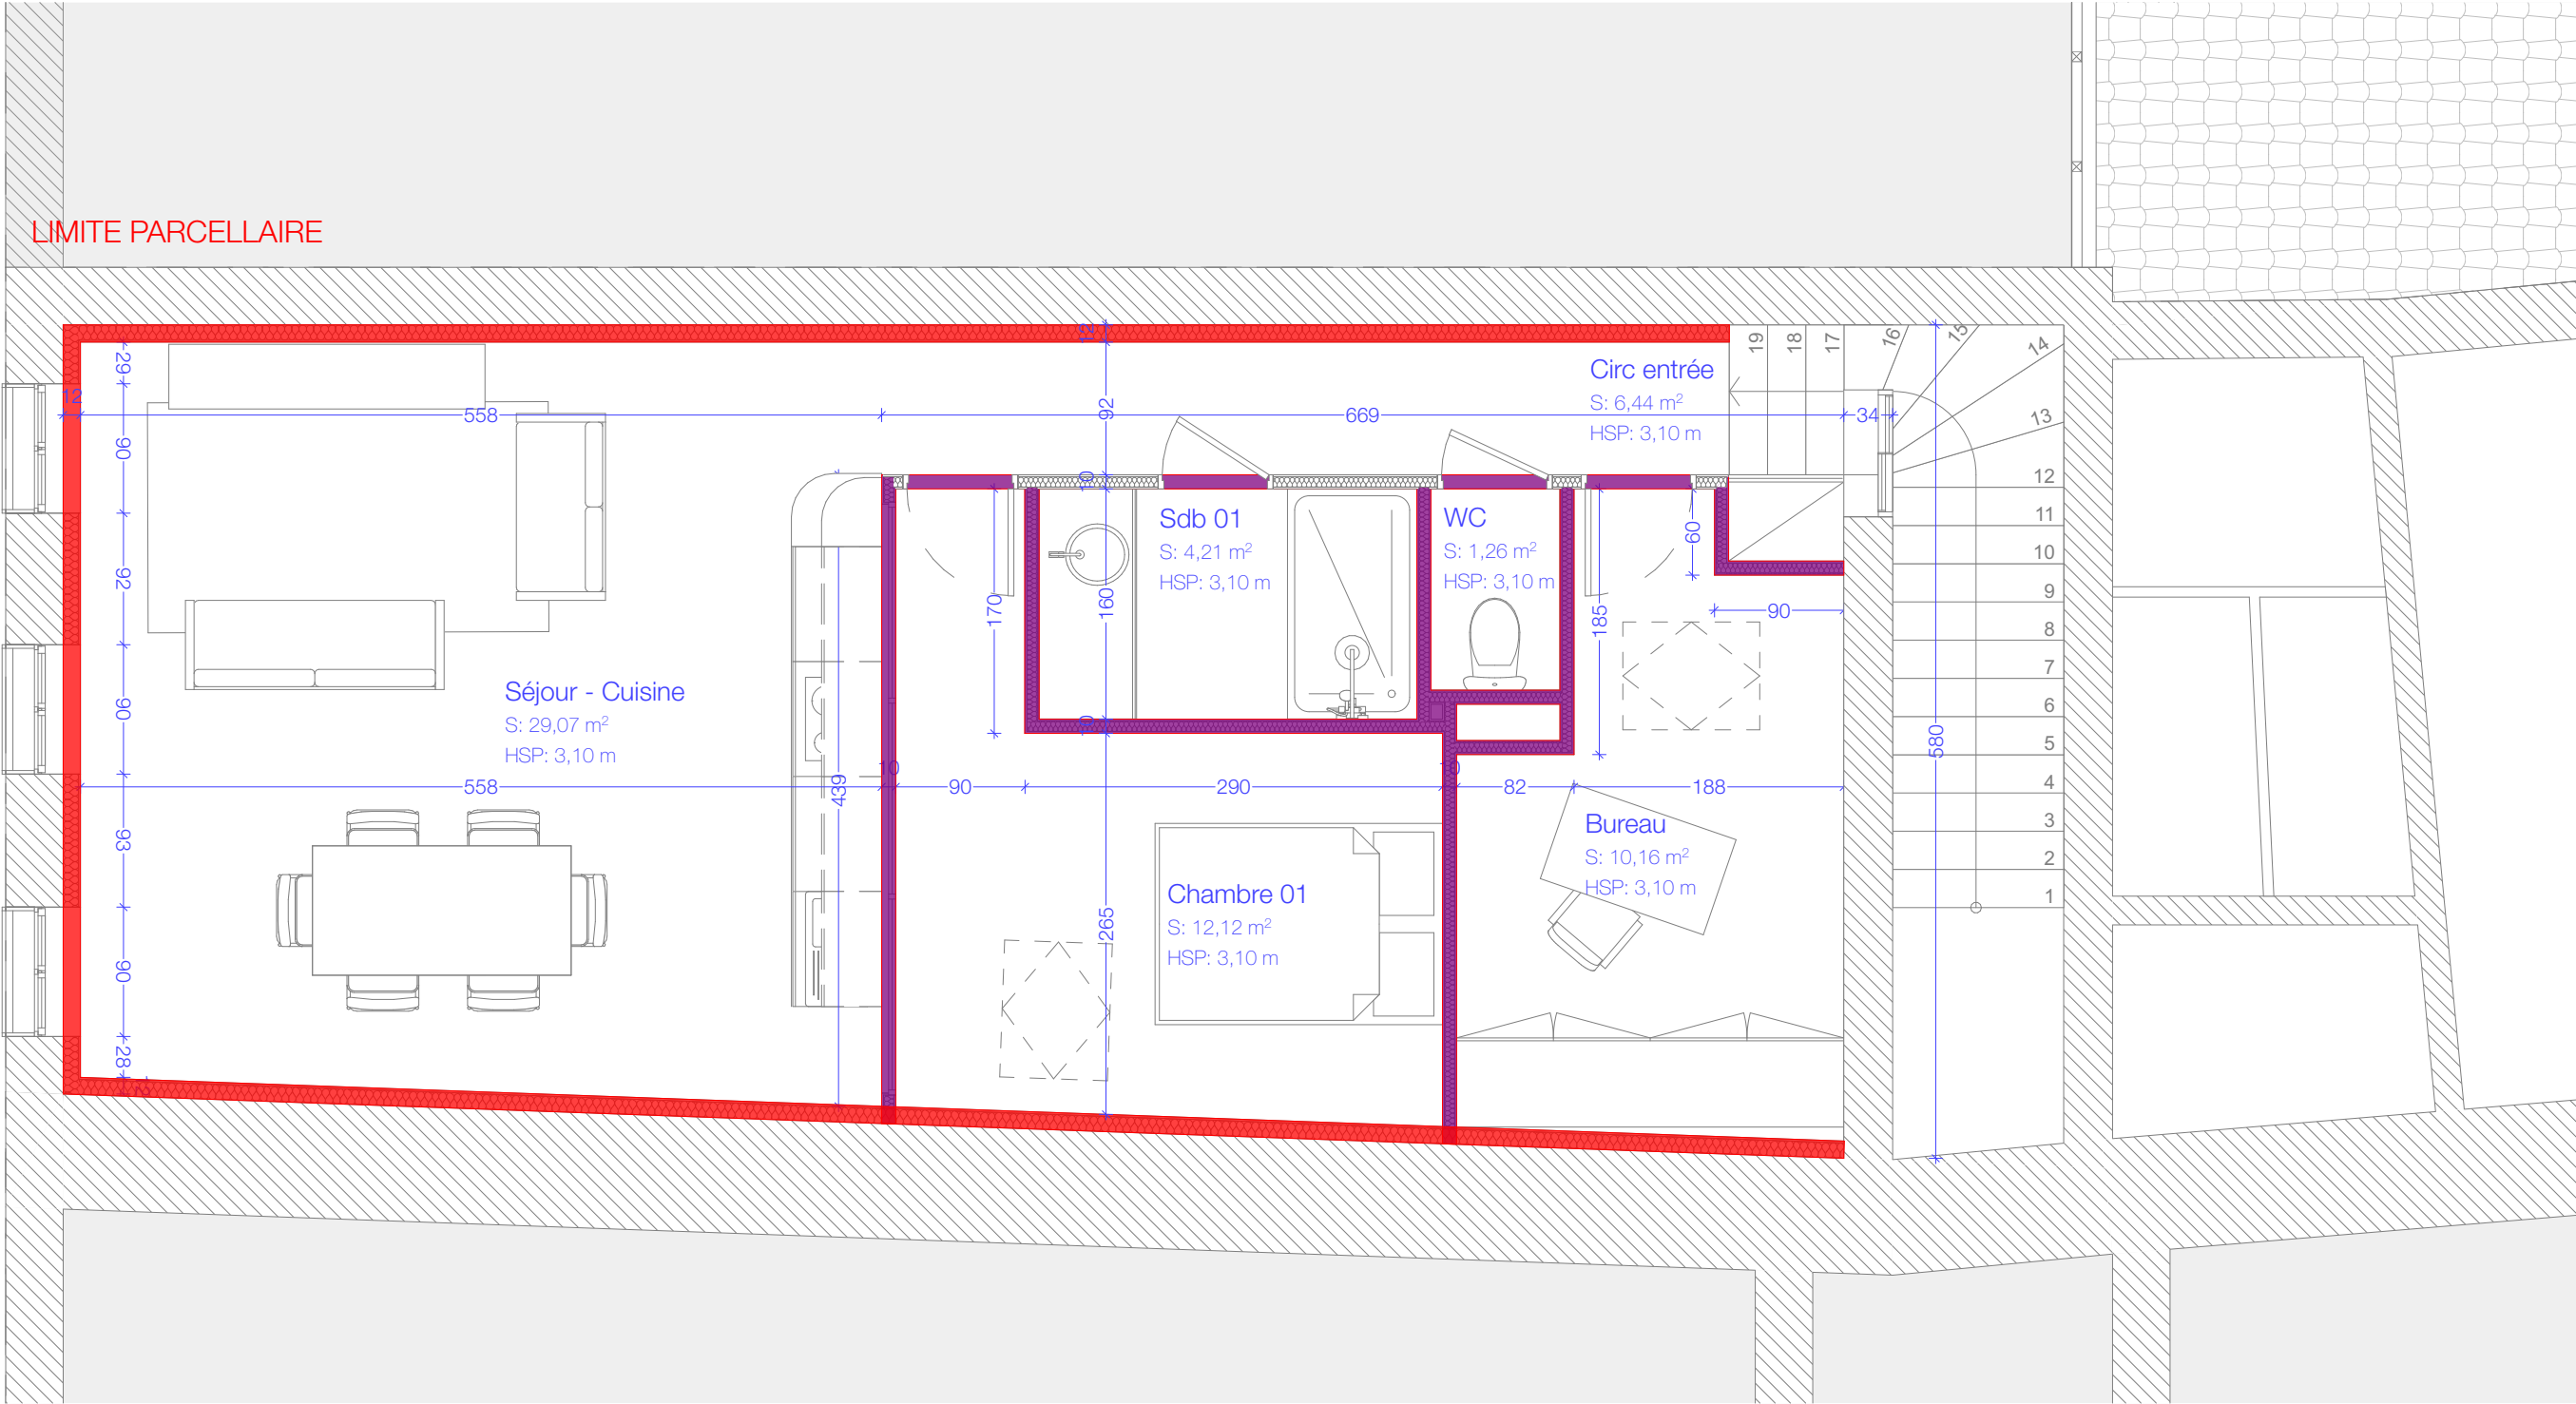 LIMITE PARCELLAIRE
12
29
90
92
90
93
90
28
12
558
558
Séjour - Cuisine
S: 29,07 m²
HSP: 3,10 m
439
12
92
10
160
10
265
669
34
Circ entrée
S: 6,44 m²
HSP: 3,10 m
19
18
17
16
15
14
13
12
11
10
9
8
7
6
5
4
3
2
1
580
170
Sdb 01
S: 4,21 m²
HSP: 3,10 m
WC
S: 1,26 m²
HSP: 3,10 m
185
60
90
10
90
290
10
82
188
Chambre 01
S: 12,12 m²
HSP: 3,10 m
Bureau
S: 10,16 m²
HSP: 3,10 m